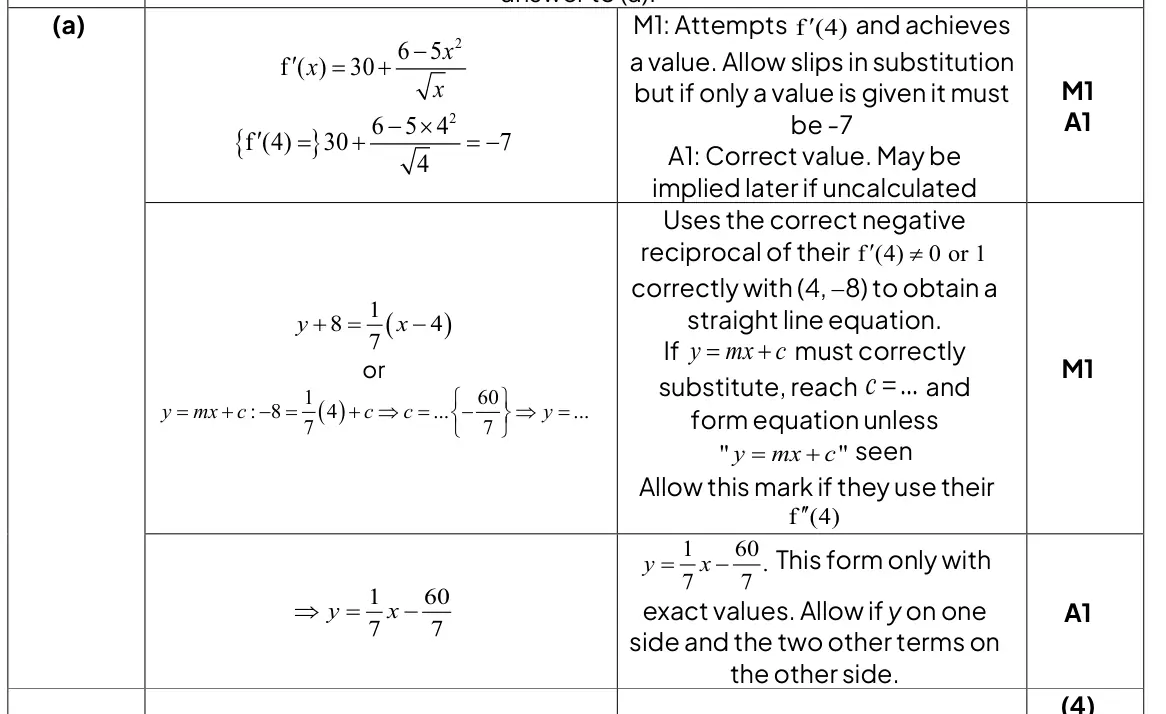 answer to (a).
(a)
f′(x) = 30 + (6 − 5x²)/√x
{f′(4) =} 30 + (6 − 5 × 4²)/√4 = −7
M1: Attempts f′(4) and achieves
a value. Allow slips in substitution
but if only a value is given it must
be -7
A1: Correct value. May be
implied later if uncalculated
M1
A1
y + 8 = 1/7 (x − 4)
or
y = mx + c : −8 = 1/7 (4) + c ⇒ c = ... {− 60/7} ⇒ y = ...
Uses the correct negative
reciprocal of their f′(4) ≠ 0 or 1
correctly with (4, −8) to obtain a
straight line equation.
If y = mx + c must correctly
substitute, reach c = ... and
form equation unless
"y = mx + c" seen
Allow this mark if they use their
f″(4)
M1
⇒ y = 1/7 x − 60/7
y = 1/7 x − 60/7. This form only with
exact values. Allow if y on one
side and the two other terms on
the other side.
A1
(4)